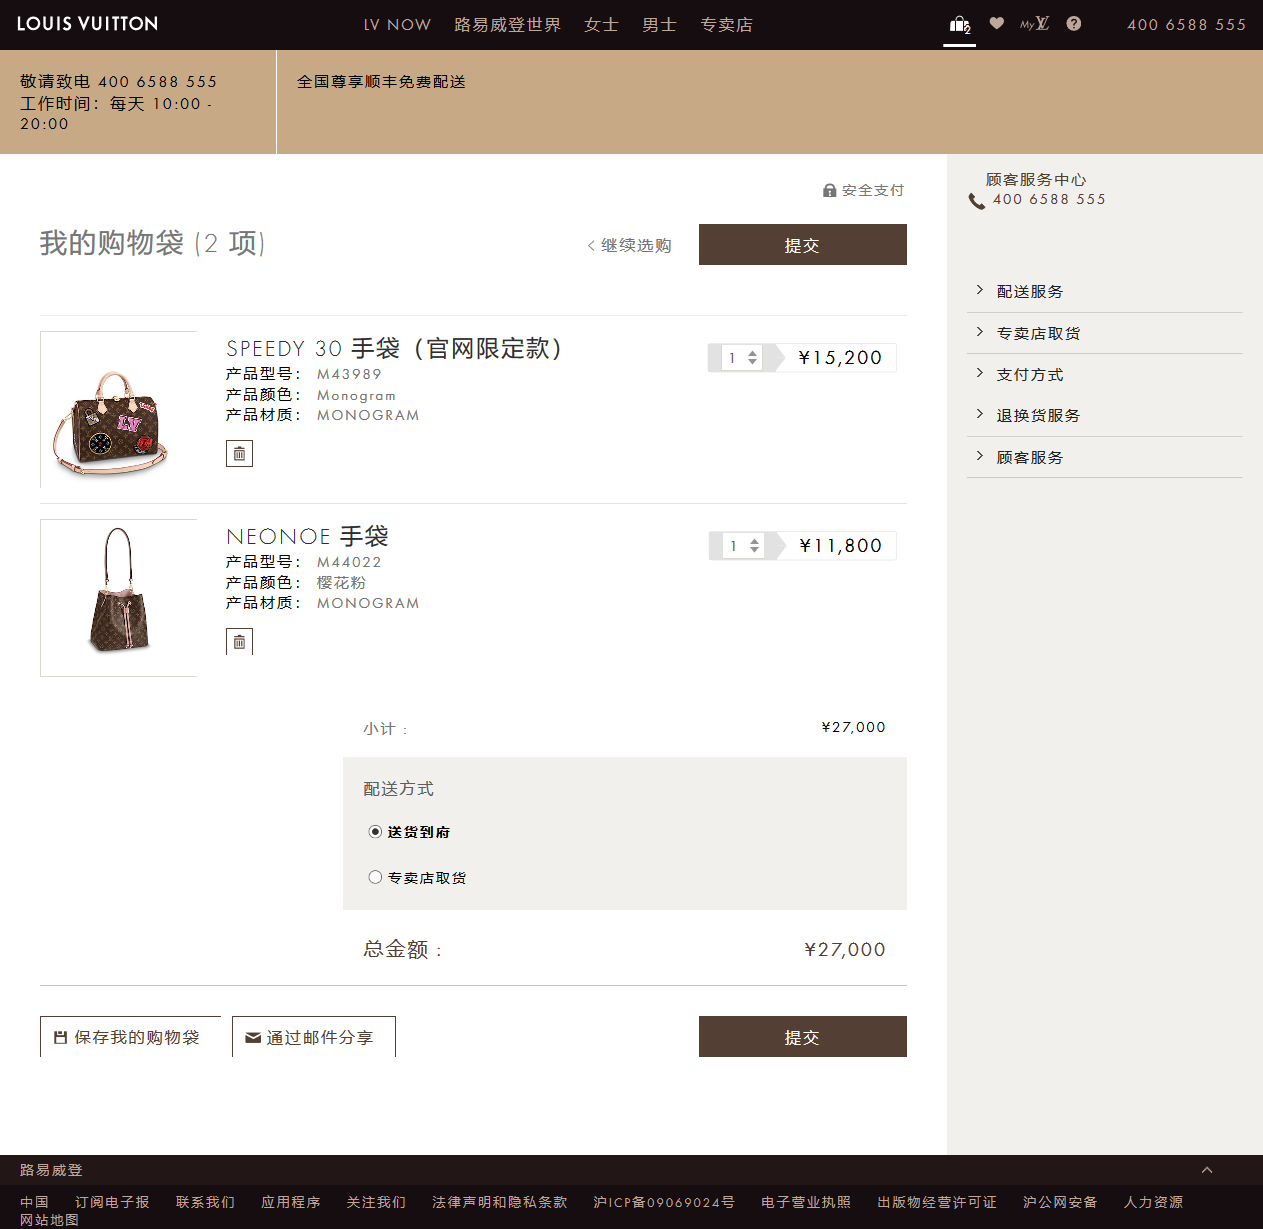 LOUIS VUITTON
LV NOW 路易威登世界 女士 男士 专卖店
2
My LV
?
400 6588 555
敬请致电 400 6588 555
工作时间：每天 10:00 -
20:00
全国尊享顺丰免费配送
安全支付
我的购物袋 (2 项)
< 继续选购
提交
顾客服务中心
400 6588 555
配送服务
专卖店取货
支付方式
退换货服务
顾客服务
SPEEDY 30 手袋（官网限定款）
产品型号： M43989
产品颜色： Monogram
产品材质： MONOGRAM
1
¥15,200
LV
NEONOE 手袋
产品型号： M44022
产品颜色： 樱花粉
产品材质： MONOGRAM
1
¥11,800
小计 :
¥27,000
配送方式
送货到府
专卖店取货
总金额 :
¥27,000
保存我的购物袋
通过邮件分享
提交
路易威登
中国 订阅电子报 联系我们 应用程序 关注我们 法律声明和隐私条款 沪ICP备09069024号 电子营业执照 出版物经营许可证 沪公网安备 人力资源
网站地图